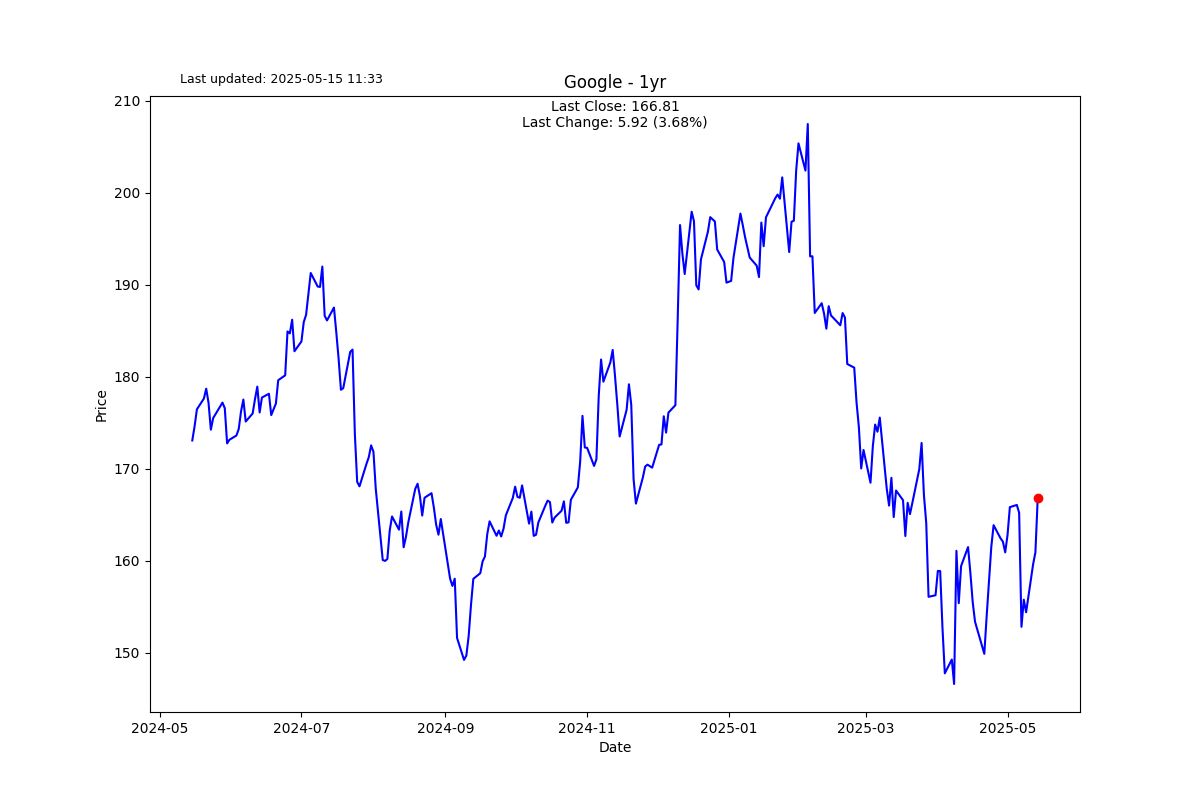 Last updated: 2025-05-15 11:33
Google - 1yr
Last Close: 166.81
Last Change: 5.92 (3.68%)
210
200
190
180
170
160
150
Price
2024-05
2024-07
2024-09
2024-11
2025-01
2025-03
2025-05
Date